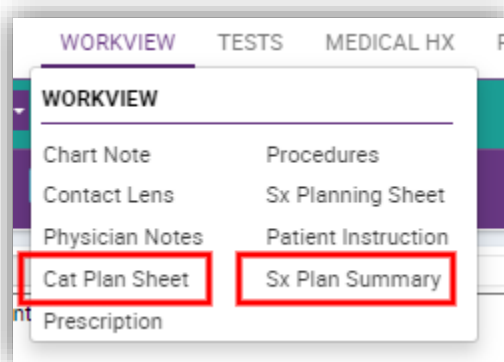 WORKVIEW TESTS MEDICAL HX
WORKVIEW
Chart Note Procedures
Contact Lens Sx Planning Sheet
Physician Notes Patient Instruction
Cat Plan Sheet Sx Plan Summary
nt Prescription